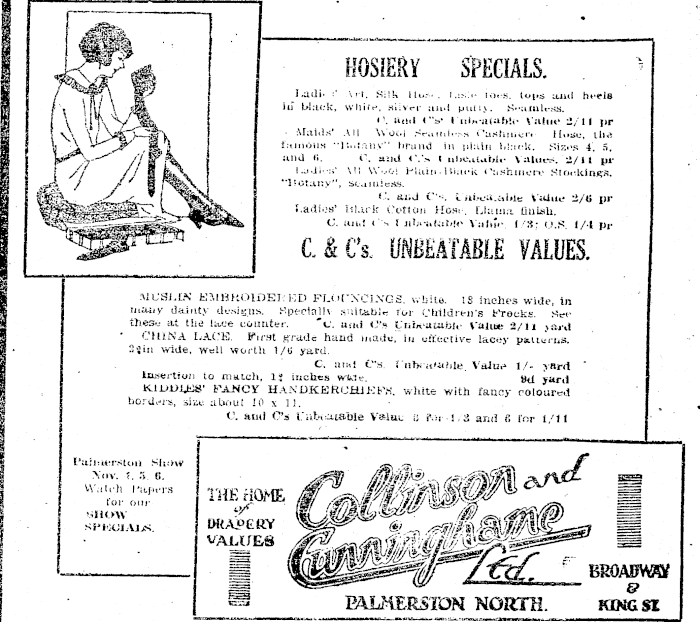 HOSIERY SPECIALS.
Ladies' Art. Silk Hose, Lisle toes, tops and heels
in black, white, silver and putty. Seamless.
C. and C's' Unbeatable Value 2/11 pr
Maids' All Wool Seamless Cashmere Hose, the
famous "Botany" brand in plain black. Sizes 4, 5,
and 6. C. and C.'s Unbeatable Values, 2/11 pr
Ladies' All Wool Plain Black Cashmere Stockings,
"Botany", seamless.
C. and C's, Unbeatable Value 2/6 pr
Ladies' Black Cotton Hose, Llama finish.
C. and C's Unbeatable Value, 1/3; O.S. 1/4 pr
C. & C's. UNBEATABLE VALUES.
MUSLIN EMBROIDERED FLOUNCINGS, white. 18 inches wide, in
many dainty designs. Specially suitable for Children's Frocks. See
these at the lace counter. C. and C's Unbeatable Value 2/11 yard
CHINA LACE. First grade hand made, in effective lacey patterns.
in wide, well worth 1/6 yard.
C. and C's. Unbeatable Value 1/- yard
Insertion to match, inches wide, 9d yard
KIDDIES' FANCY HANDKERCHIEFS, white with fancy coloured
borders, size about 10 x 11.
C. and C's Unbeatable Value 3 for 1/3 and 6 for 1/11
Palmerston Show
Nov. 4, 5, 6.
Watch Papers
for our
SHOW
SPECIALS.
THE HOME
of
DRAPERY
VALUES
Collinson and
Cunninghame
Ltd.
PALMERSTON NORTH.
BROADWAY
&
KING ST